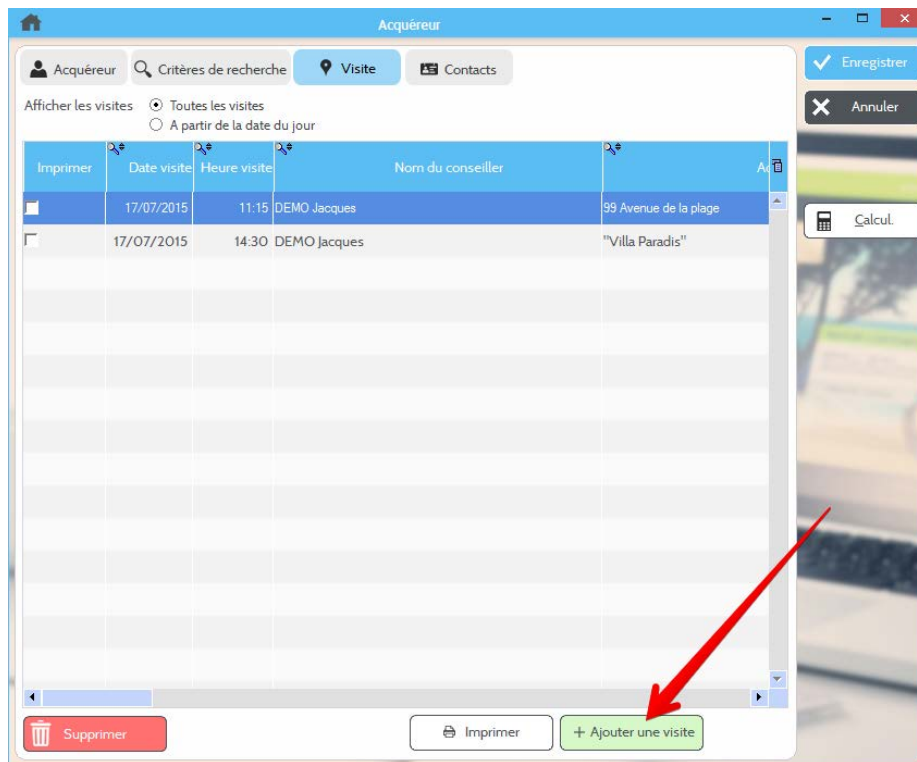 Acquéreur
Acquéreur Critères de recherche Visite Contacts
Enregistrer
Afficher les visites Toutes les visites
A partir de la date du jour
Annuler
Imprimer Date visite Heure visite Nom du conseiller
17/07/2015 11:15 DEMO Jacques 99 Avenue de la plage
17/07/2015 14:30 DEMO Jacques "Villa Paradis"
Calcul.
Supprimer Imprimer + Ajouter une visite